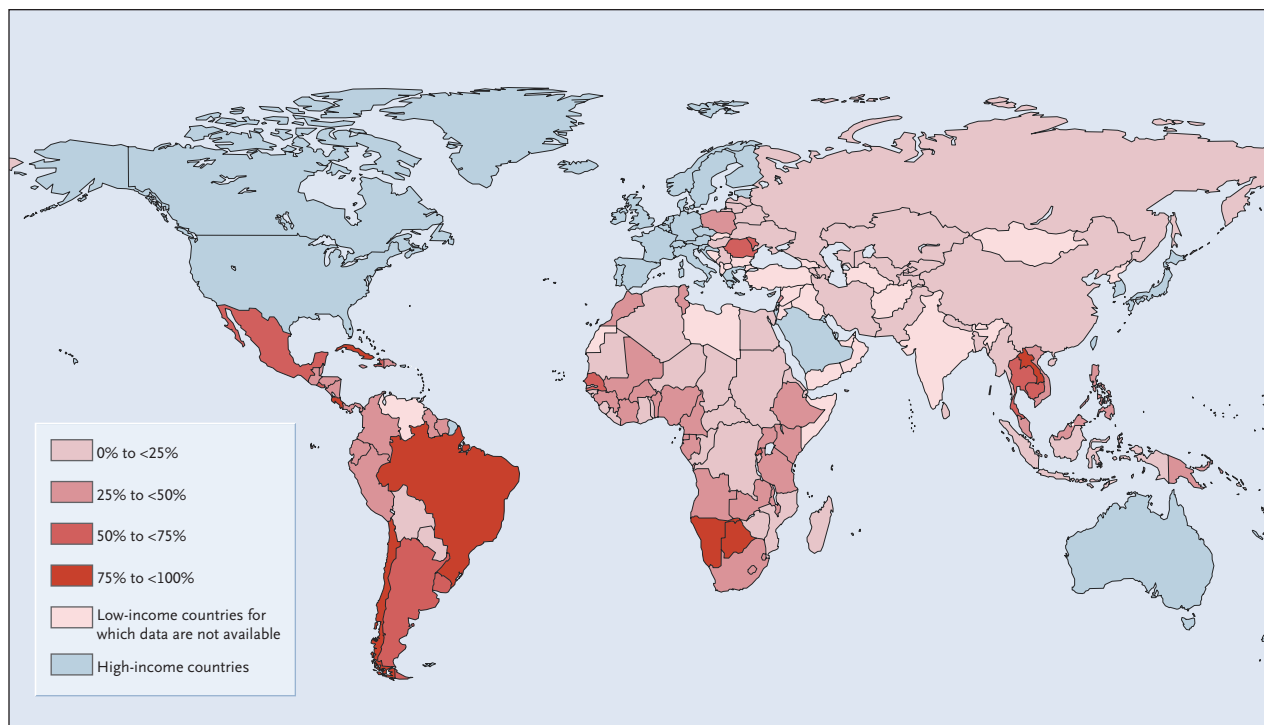 0% to <25%
25% to <50%
50% to <75%
75% to <100%
Low-income countries for
which data are not available
High-income countries